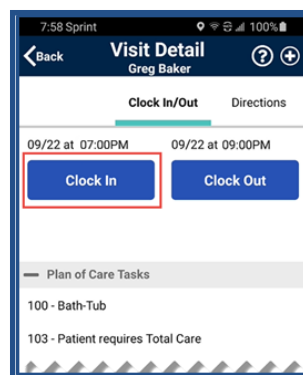 7:58 Sprint 100%
Back Visit Detail
Greg Baker
Clock In/Out Directions
09/22 at 07:00PM 09/22 at 09:00PM
Clock In Clock Out
Plan of Care Tasks
100 - Bath-Tub
103 - Patient requires Total Care